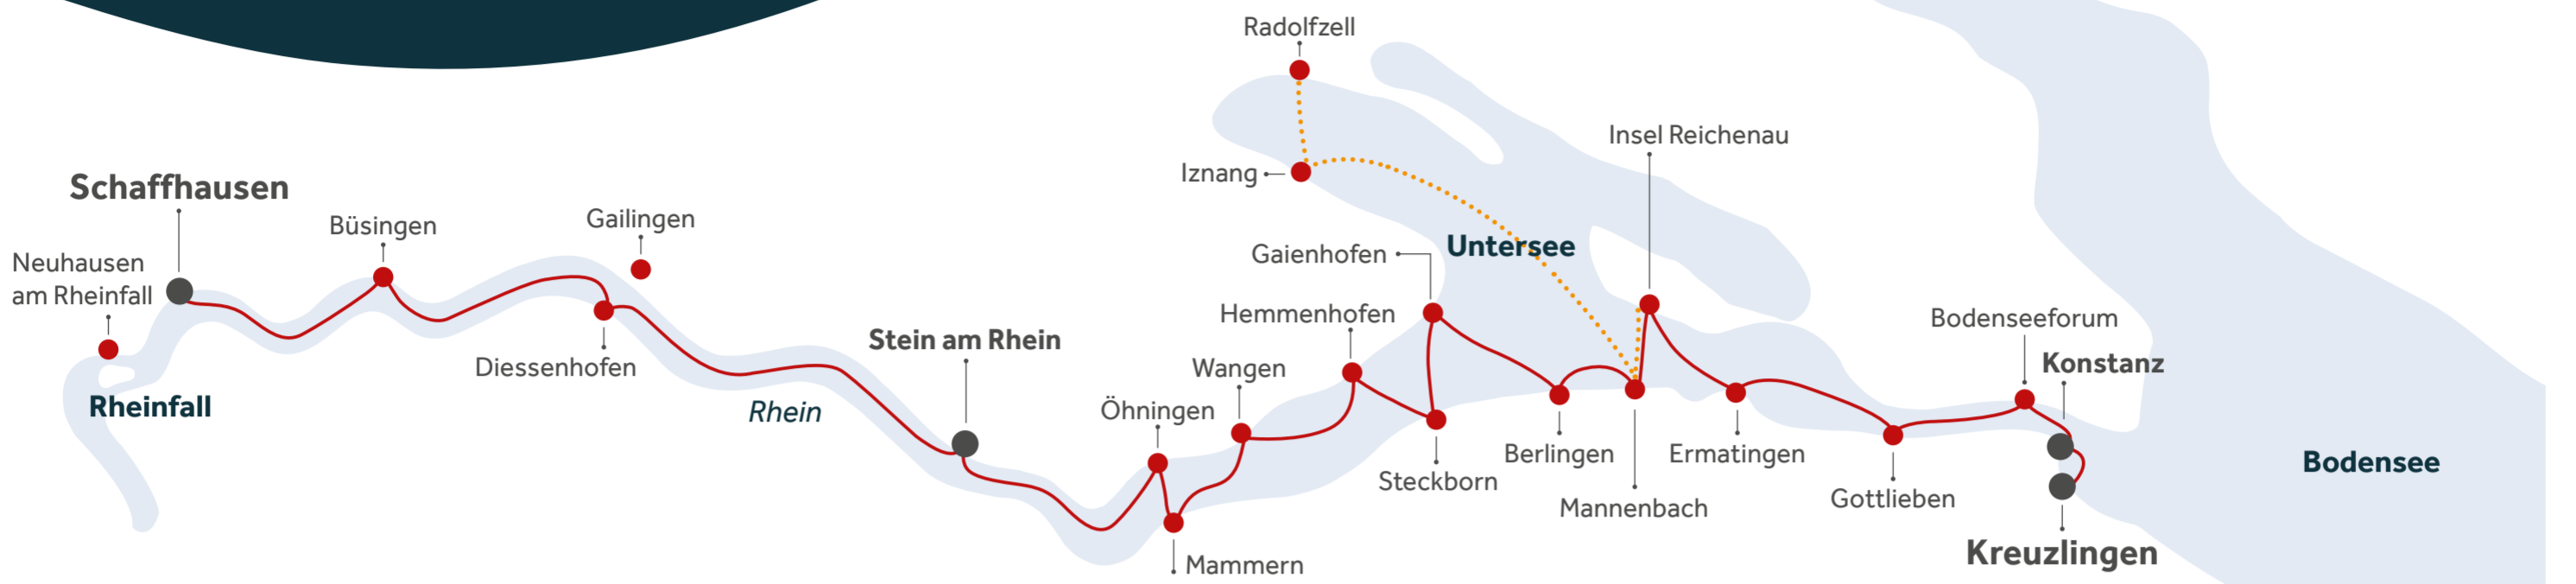 Radolfzell
Insel Reichenau
Iznang
Schaffhausen
Büsingen
Gailingen
Untersee
Gaienhofen
Neuhausen
am Rheinfall
Hemmenhofen
Bodenseeforum
Stein am Rhein
Konstanz
Diessenhofen
Wangen
Rheinfall
Rhein
Öhningen
Berlingen
Ermatingen
Bodensee
Steckborn
Gottlieben
Mannenbach
Kreuzlingen
Mammern